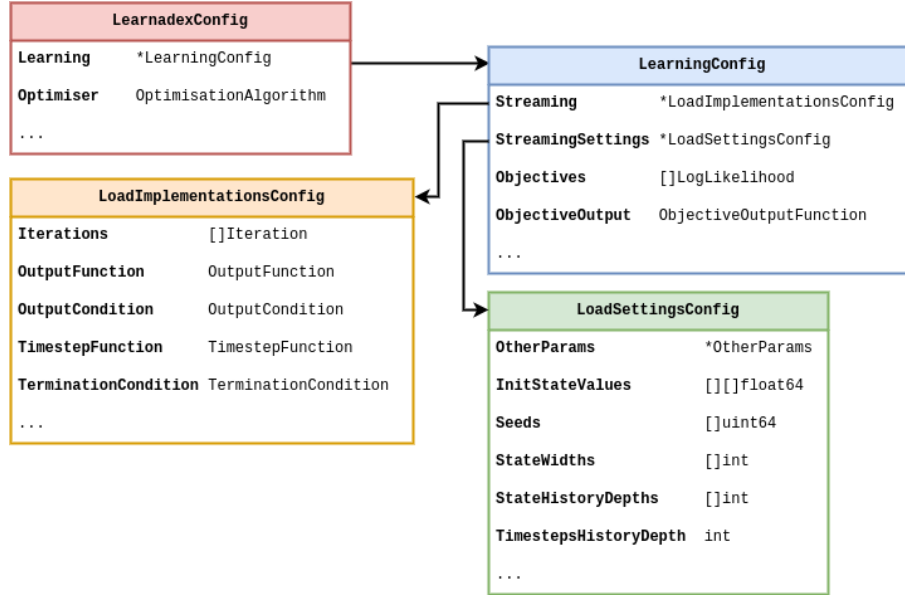 LearnadexConfig
Learning *LearningConfig
Optimiser OptimisationAlgorithm
...
LearningConfig
Streaming *LoadImplementationsConfig
StreamingSettings *LoadSettingsConfig
Objectives []LogLikelihood
ObjectiveOutput ObjectiveOutputFunction
...
LoadImplementationsConfig
Iterations []Iteration
OutputFunction OutputFunction
OutputCondition OutputCondition
TimestepFunction TimestepFunction
TerminationCondition TerminationCondition
...
LoadSettingsConfig
OtherParams *OtherParams
InitStateValues [][]float64
Seeds []uint64
StateWidths []int
StateHistoryDepths []int
TimestepsHistoryDepth int
...